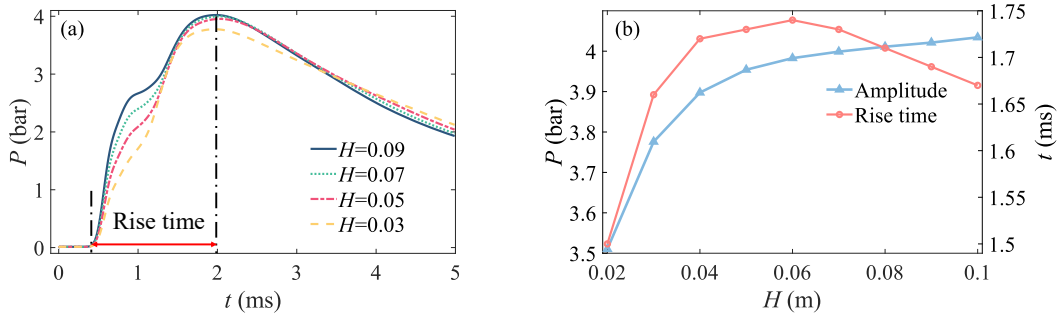 (a)
P (bar)
4
3
2
1
0
H=0.09
H=0.07
H=0.05
H=0.03
Rise time
0 1 2 3 4 5
t (ms)
(b)
P (bar)
4
3.9
3.8
3.7
3.6
3.5
Amplitude
Rise time
1.75
1.7
1.65
1.6
1.55
1.5
t (ms)
0.02 0.04 0.06 0.08 0.1
H (m)